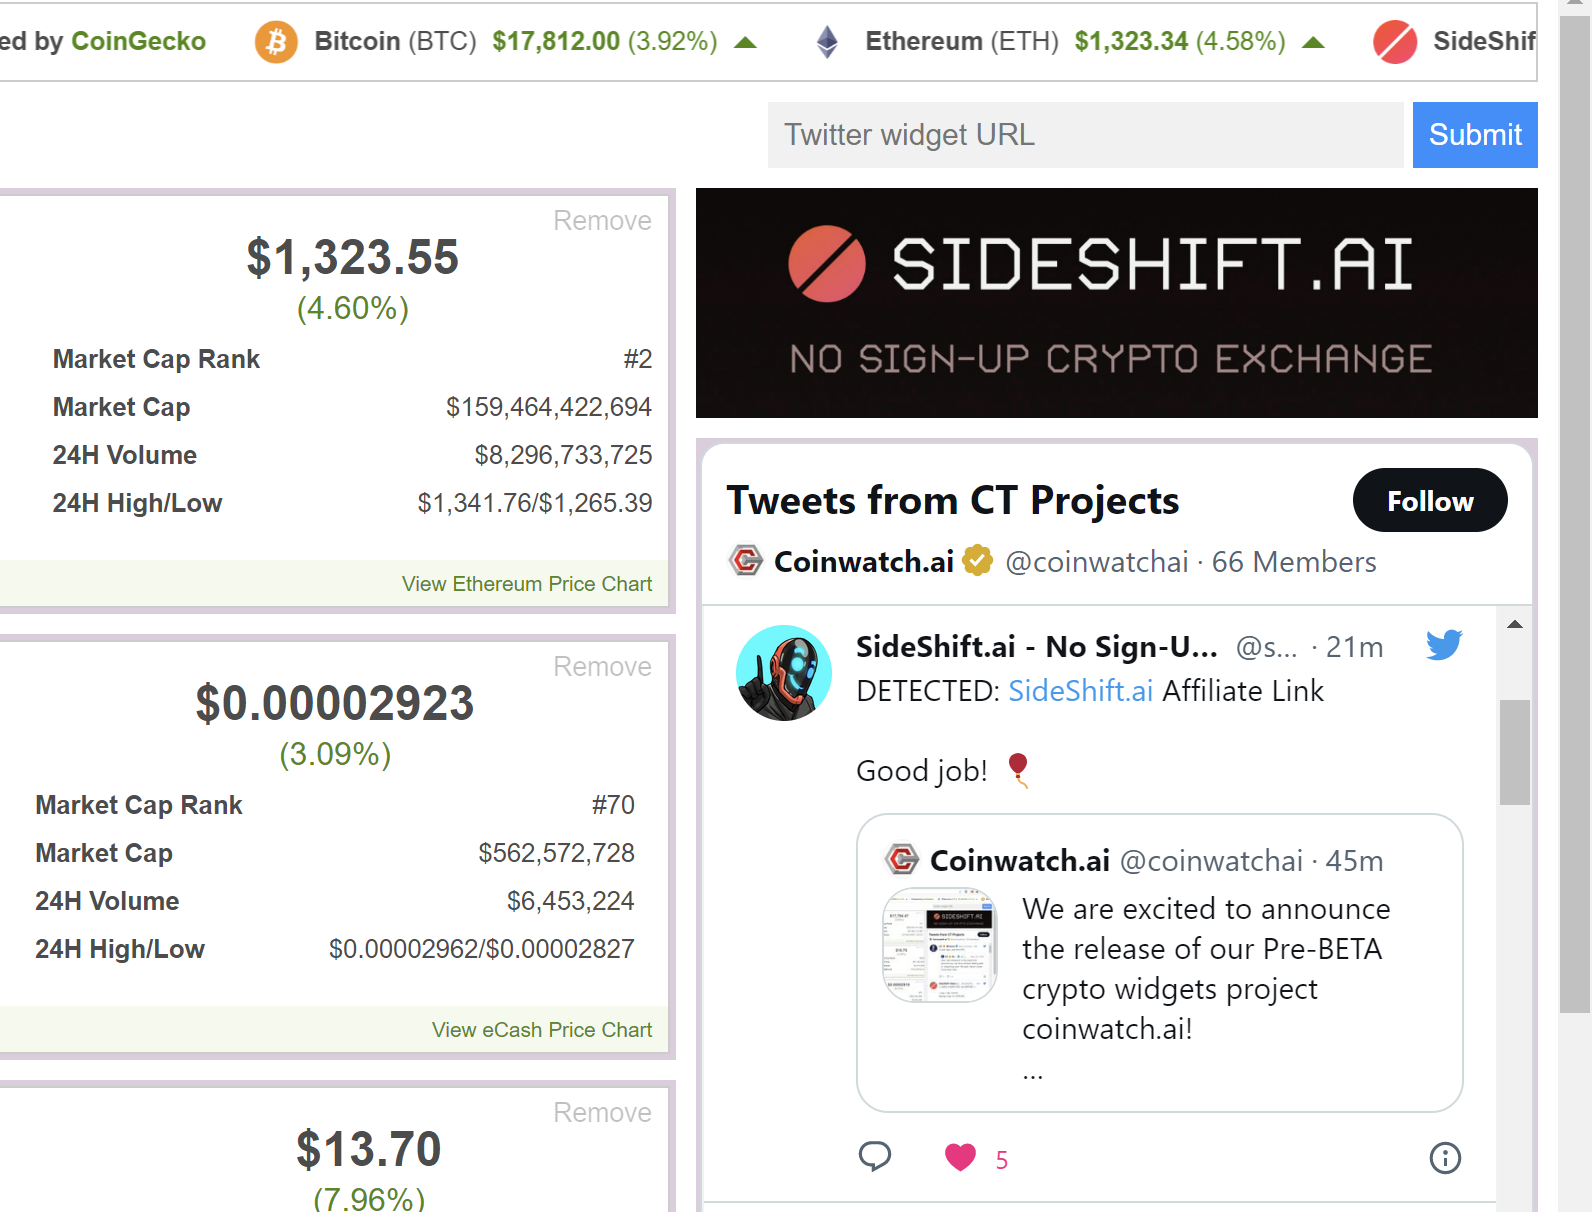 ed by CoinGecko Bitcoin (BTC) $17,812.00 (3.92%) Ethereum (ETH) $1,323.34 (4.58%) SideShif
Twitter widget URL Submit
Remove
$1,323.55
(4.60%)
Market Cap Rank #2
Market Cap $159,464,422,694
24H Volume $8,296,733,725
24H High/Low $1,341.76/$1,265.39
View Ethereum Price Chart
Remove
$0.00002923
(3.09%)
Market Cap Rank #70
Market Cap $562,572,728
24H Volume $6,453,224
24H High/Low $0.00002962/$0.00002827
View eCash Price Chart
Remove
$13.70
(7.96%)
SIDESHIFT.AI
NO SIGN-UP CRYPTO EXCHANGE
Tweets from CT Projects Follow
Coinwatch.ai @coinwatchai · 66 Members
SideShift.ai - No Sign-U... @s... · 21m
DETECTED: SideShift.ai Affiliate Link
Good job! 🎈
Coinwatch.ai @coinwatchai · 45m
We are excited to announce
the release of our Pre-BETA
crypto widgets project
coinwatch.ai!
...
5